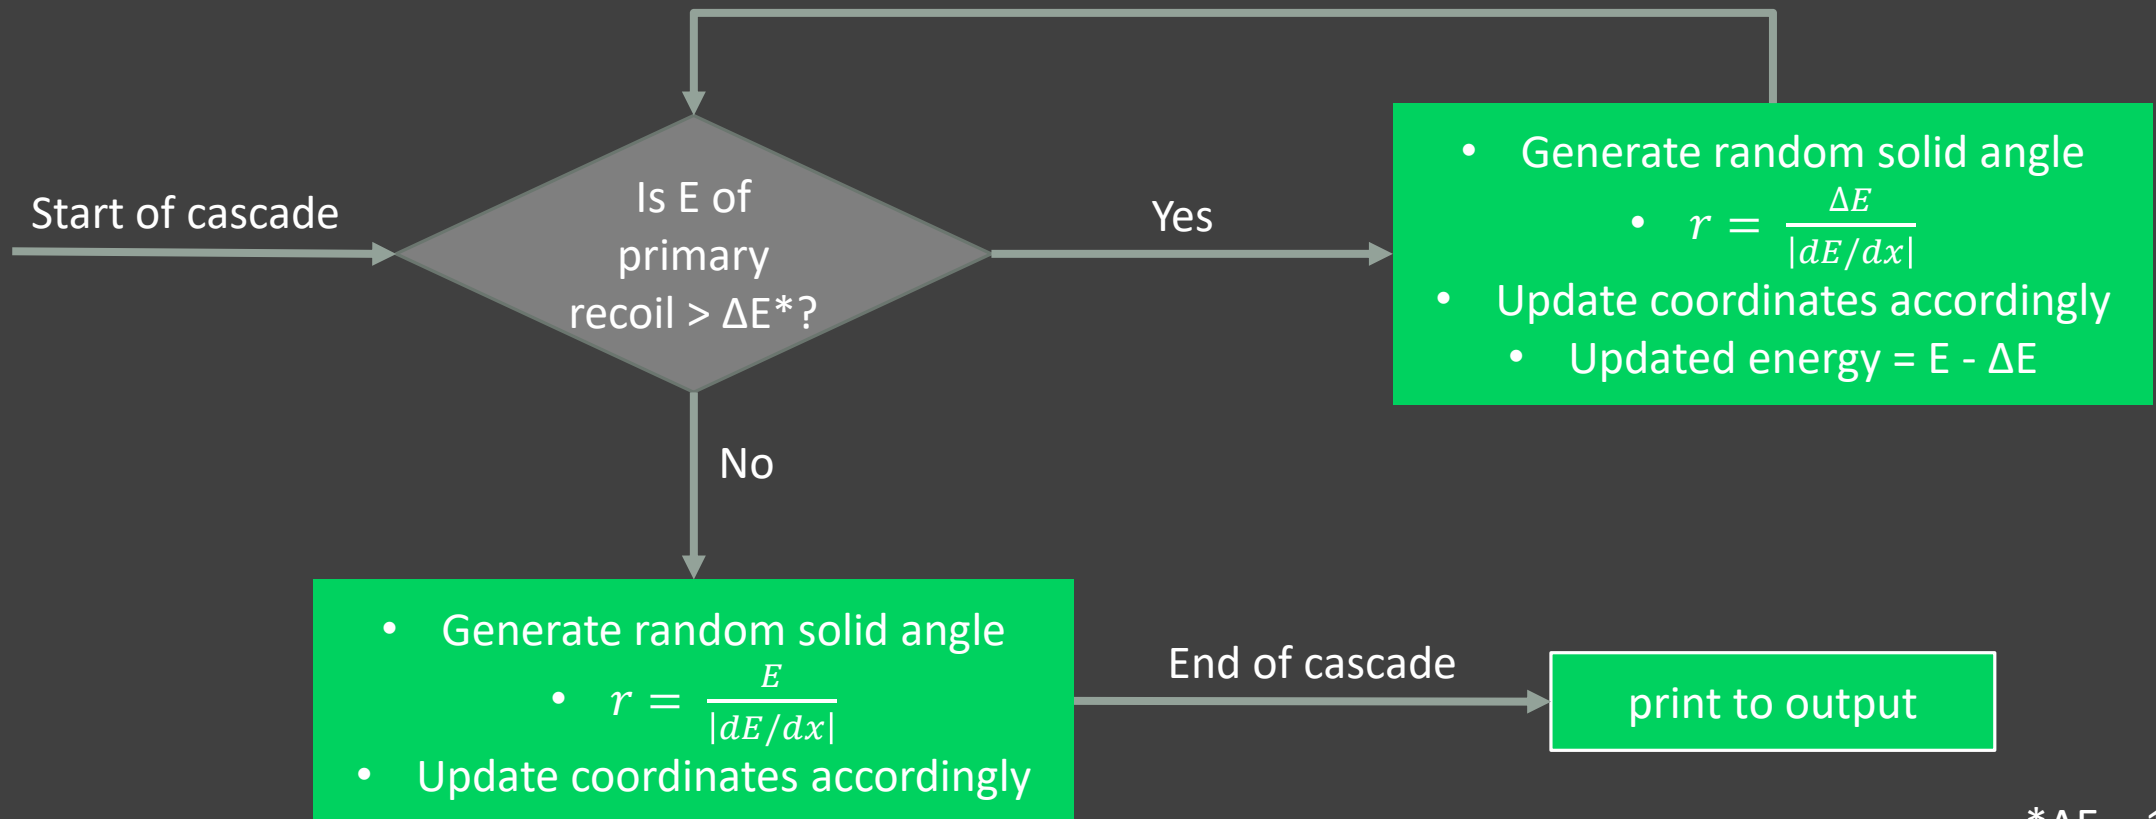 Start of cascade
Is E of
primary
recoil > ΔE*?
Yes
• Generate random solid angle
• r = ΔE / |dE/dx|
• Update coordinates accordingly
• Updated energy = E - ΔE
No
• Generate random solid angle
• r = E / |dE/dx|
• Update coordinates accordingly
End of cascade
print to output